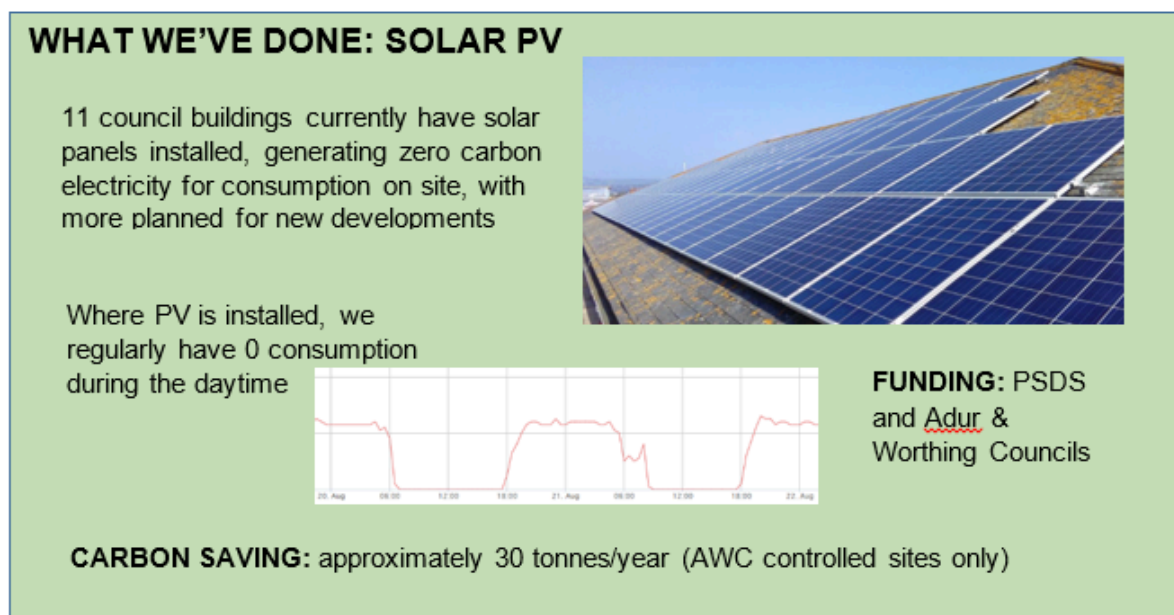 WHAT WE’VE DONE: SOLAR PV
11 council buildings currently have solar
panels installed, generating zero carbon
electricity for consumption on site, with
more planned for new developments
Where PV is installed, we
regularly have 0 consumption
during the daytime
20. Aug 06:00 12:00 18:00 21. Aug 06:00 12:00 18:00 22. Aug
FUNDING: PSDS
and Adur &
Worthing Councils
CARBON SAVING: approximately 30 tonnes/year (AWC controlled sites only)